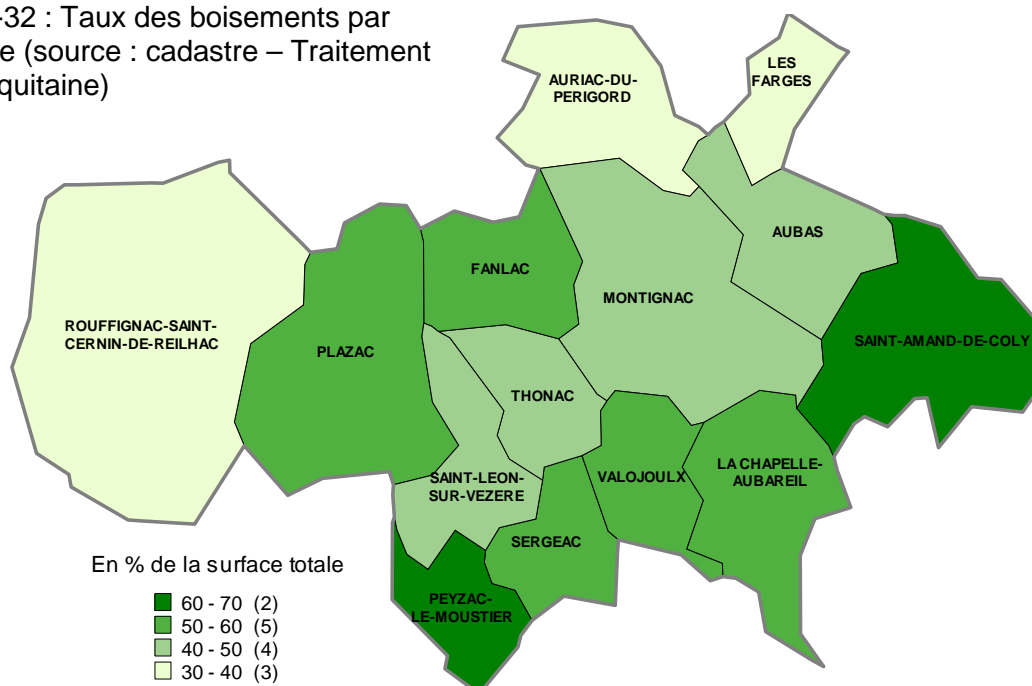 -32 : Taux des boisements par
e (source : cadastre – Traitement
quitaine)
AURIAC-DU-
PERIGORD
LES
FARGES
AUBAS
FANLAC
MONTIGNAC
ROUFFIGNAC-SAINT-
CERNIN-DE-REILHAC
PLAZAC
SAINT-AMAND-DE-COLY
THONAC
SAINT-LEON-
SUR-VEZERE
VALOJOULX
LA CHAPELLE-
AUBAREIL
SERGEAC
PEYZAC-
LE-MOUSTIER
En % de la surface totale
60 - 70 (2)
50 - 60 (5)
40 - 50 (4)
30 - 40 (3)